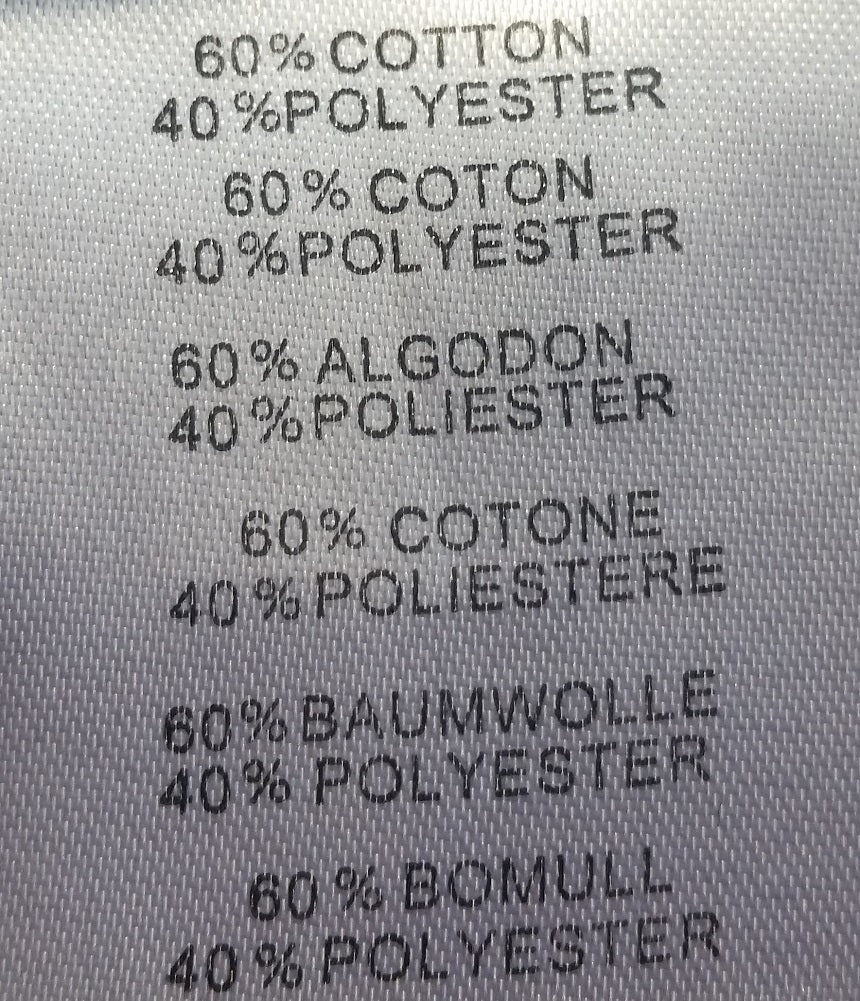 60% COTTON
40% POLYESTER
60% COTON
40% POLYESTER
60% ALGODON
40% POLIESTER
60% COTONE
40% POLIESTERE
60% BAUMWOLLE
40% POLYESTER
60% BOMULL
40% POLYESTER